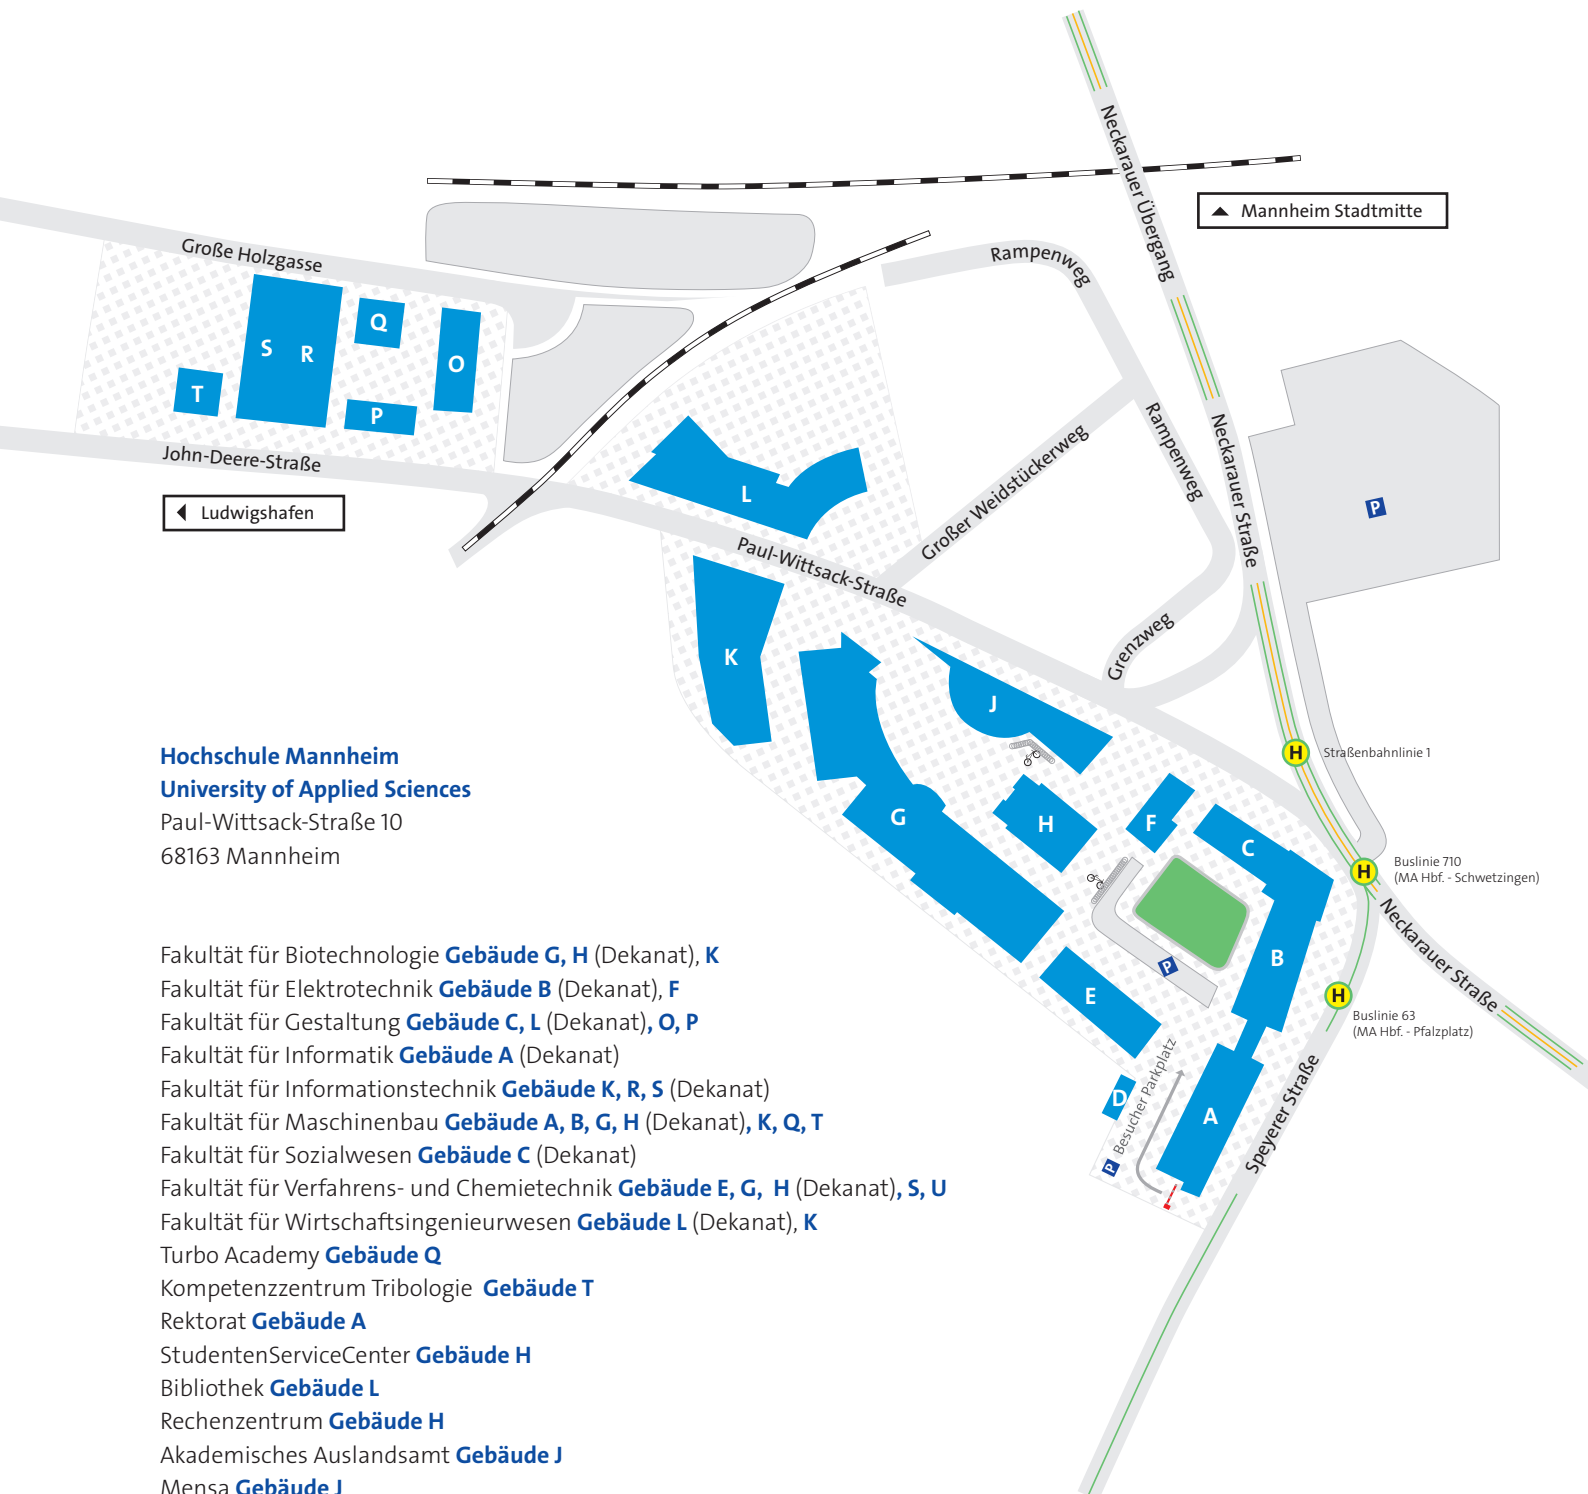 Neckarauer Übergang
Mannheim Stadtmitte
Große Holzgasse
Rampenweg
S
R
Q
O
T
P
John-Deere-Straße
Ludwigshafen
L
Großer Weidstückerweg
Rampenweg
Neckarauer Straße
P
Paul-Wittsack-Straße
K
Grenzweg
J
H
Straßenbahnlinie 1
G
H
F
C
H
Buslinie 710
(MA Hbf. - Schwetzingen)
Neckarauer Straße
B
P
E
H
Buslinie 63
(MA Hbf. - Pfalzplatz)
D
P Besucher Parkplatz
A
Speyerer Straße
Hochschule Mannheim
University of Applied Sciences
Paul-Wittsack-Straße 10
68163 Mannheim
Fakultät für Biotechnologie Gebäude G, H (Dekanat), K
Fakultät für Elektrotechnik Gebäude B (Dekanat), F
Fakultät für Gestaltung Gebäude C, L (Dekanat), O, P
Fakultät für Informatik Gebäude A (Dekanat)
Fakultät für Informationstechnik Gebäude K, R, S (Dekanat)
Fakultät für Maschinenbau Gebäude A, B, G, H (Dekanat), K, Q, T
Fakultät für Sozialwesen Gebäude C (Dekanat)
Fakultät für Verfahrens- und Chemietechnik Gebäude E, G, H (Dekanat), S, U
Fakultät für Wirtschaftsingenieurwesen Gebäude L (Dekanat), K
Turbo Academy Gebäude Q
Kompetenzzentrum Tribologie Gebäude T
Rektorat Gebäude A
StudentenServiceCenter Gebäude H
Bibliothek Gebäude L
Rechenzentrum Gebäude H
Akademisches Auslandsamt Gebäude J
Mensa Gebäude J